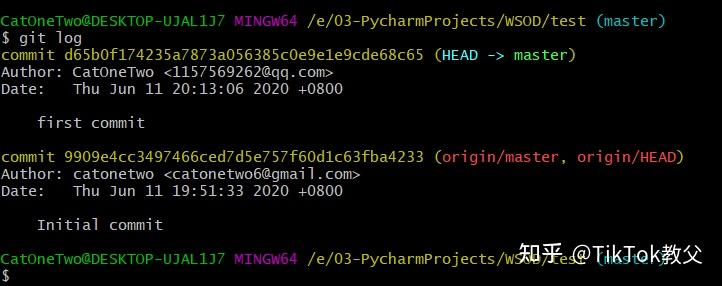 CatOneTwo@DESKTOP-UJAL1J7 MINGW64 /e/03-PycharmProjects/WSOD/test (master)
$ git log
commit d65b0f174235a7873a056385c0e9e1e9cde68c65 (HEAD -> master)
Author: CatOneTwo <1157569262@qq.com>
Date:   Thu Jun 11 20:13:06 2020 +0800
    first commit
commit 9909e4cc3497466ced7d5e757f60d1c63fba4233 (origin/master, origin/HEAD)
Author: catonetwo <catonetwo6@gmail.com>
Date:   Thu Jun 11 19:51:33 2020 +0800
    Initial commit
CatOneTwo@DESKTOP-UJAL1J7 MINGW64 /e/03-PycharmProjects/WSOD/test (master)
$
知乎 @TikTok教父